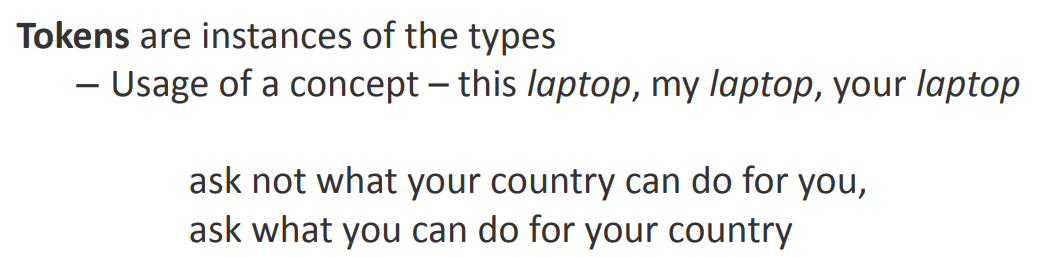 Tokens are instances of the types
– Usage of a concept – this laptop, my laptop, your laptop
ask not what your country can do for you,
ask what you can do for your country